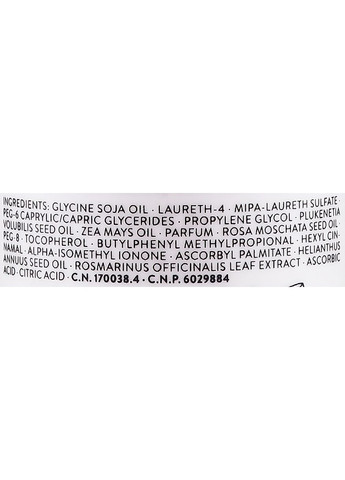 INGREDIENTS: GLYCINE SOJA OIL · LAURETH-4 · MIPA-LAURETH SULFATE ·
PEG-6 CAPRYLIC/CAPRIC GLYCERIDES · PROPYLENE GLYCOL · PLUKENETIA
VOLUBILIS SEED OIL · ZEA MAYS OIL · PARFUM · ROSA MOSCHATA SEED OIL ·
PEG-8 · TOCOPHEROL · BUTYLPHENYL METHYLPROPIONAL · HEXYL CIN-
NAMAL · ALPHA-ISOMETHYL IONONE · ASCORBYL PALMITATE · HELIANTHUS
ANNUUS SEED OIL · ROSMARINUS OFFICINALIS LEAF EXTRACT · ASCORBIC
ACID · CITRIC ACID · C.N. 170038.4 · C.N.P. 6029884